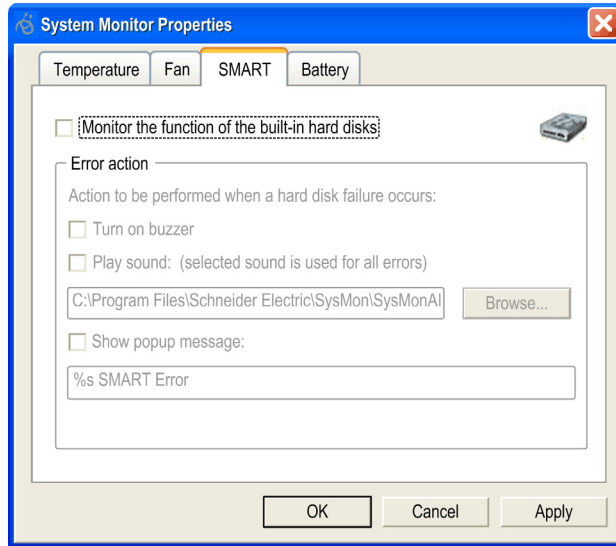 System Monitor Properties
Temperature Fan SMART Battery
Monitor the function of the built-in hard disks
Error action
Action to be performed when a hard disk failure occurs:
Turn on buzzer
Play sound: (selected sound is used for all errors)
C:\Program Files\Schneider Electric\SysMon\SysMonAl Browse...
Show popup message:
%s SMART Error
OK Cancel Apply